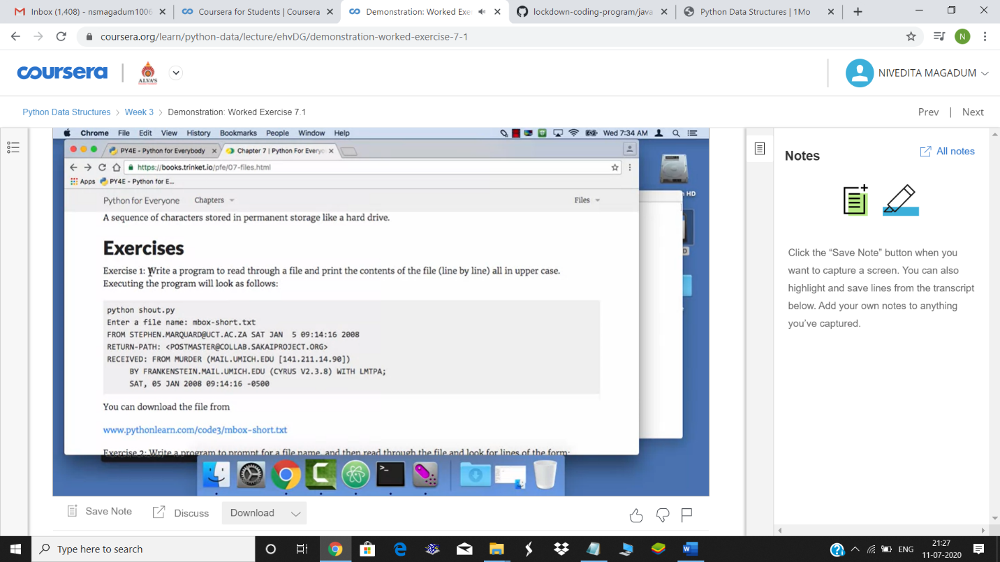 Inbox (1,408) - nsmagadum1006
Coursera for Students | Coursera
Demonstration: Worked Exer
lockdown-coding-program/java
Python Data Structures | 1Mo
coursera.org/learn/python-data/lecture/ehvDG/demonstration-worked-exercise-7-1
N
coursera
ALVA'S
NIVEDITA MAGADUM
Python Data Structures > Week 3 > Demonstration: Worked Exercise 7.1
Prev | Next
Chrome File Edit View History Bookmarks People Window Help
Wed 7:34 AM
PY4E - Python for Everybody
Chapter 7 | Python For Everyo
https://books.trinket.io/pfe/07-files.html
Apps
PY4E - Python for E...
HD
Python for Everyone
Chapters
Files
A sequence of characters stored in permanent storage like a hard drive.
Exercises
Exercise 1: Write a program to read through a file and print the contents of the file (line by line) all in upper case.
Executing the program will look as follows:
python shout.py
Enter a file name: mbox-short.txt
FROM STEPHEN.MARQUARD@UCT.AC.ZA SAT JAN  5 09:14:16 2008
RETURN-PATH: <POSTMASTER@COLLAB.SAKAIPROJECT.ORG>
RECEIVED: FROM MURDER (MAIL.UMICH.EDU [141.211.14.90])
BY FRANKENSTEIN.MAIL.UMICH.EDU (CYRUS V2.3.8) WITH LMTPA;
SAT, 05 JAN 2008 09:14:16 -0500
You can download the file from
www.pythonlearn.com/code3/mbox-short.txt
Exercise 2: Write a program to prompt for a file name, and then read through the file and look for lines of the form:
Notes
All notes
Click the “Save Note” button when you
want to capture a screen. You can also
highlight and save lines from the transcript
below. Add your own notes to anything
you’ve captured.
Save Note
Discuss
Download
Type here to search
ENG
21:27
11-07-2020